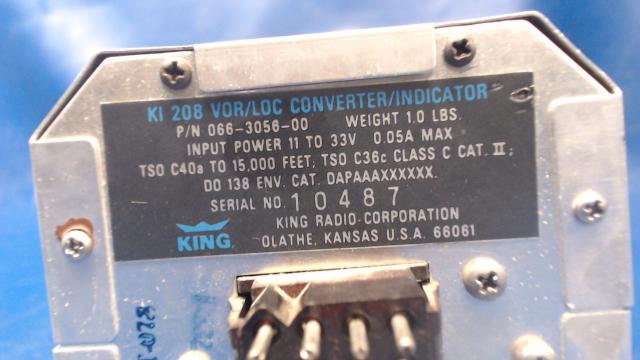 KI 208 VOR/LOC CONVERTER/INDICATOR
P/N 066-3056-00 WEIGHT 1.0 LBS.
INPUT POWER 11 TO 33V 0.05A MAX
TSO C40a TO 15,000 FEET, TSO C36c CLASS C CAT. II;
DO 138 ENV. CAT. DAPAAAXXXXXX.
SERIAL NO. 10487
KING RADIO CORPORATION
KING OLATHE, KANSAS U.S.A. 66061